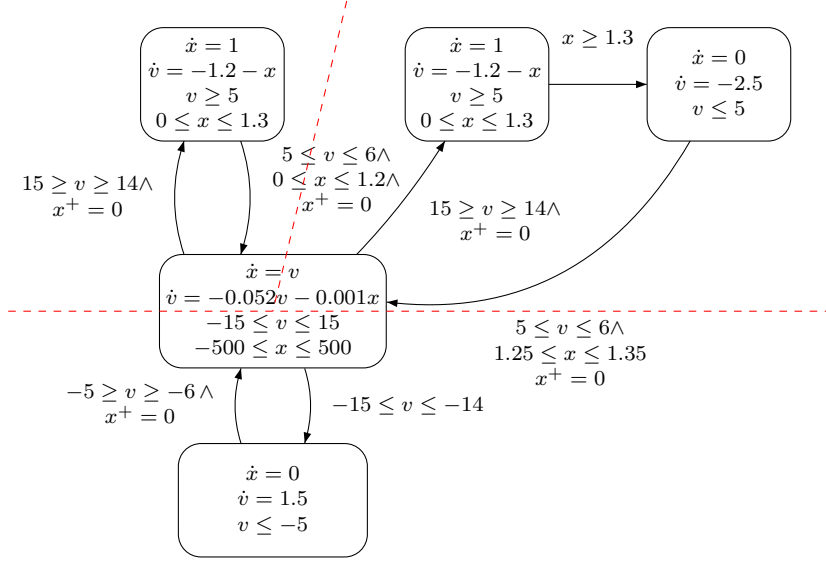 ẋ = 1
v̇ = −1.2 − x
v ≥ 5
0 ≤ x ≤ 1.3
ẋ = 1
v̇ = −1.2 − x
v ≥ 5
0 ≤ x ≤ 1.3
x ≥ 1.3
ẋ = 0
v̇ = −2.5
v ≤ 5
15 ≥ v ≥ 14∧
x⁺ = 0
5 ≤ v ≤ 6∧
0 ≤ x ≤ 1.2∧
x⁺ = 0
15 ≥ v ≥ 14∧
x⁺ = 0
ẋ = v
v̇ = −0.052v − 0.001x
−15 ≤ v ≤ 15
−500 ≤ x ≤ 500
5 ≤ v ≤ 6∧
1.25 ≤ x ≤ 1.35
x⁺ = 0
−5 ≥ v ≥ −6 ∧
x⁺ = 0
−15 ≤ v ≤ −14
ẋ = 0
v̇ = 1.5
v ≤ −5